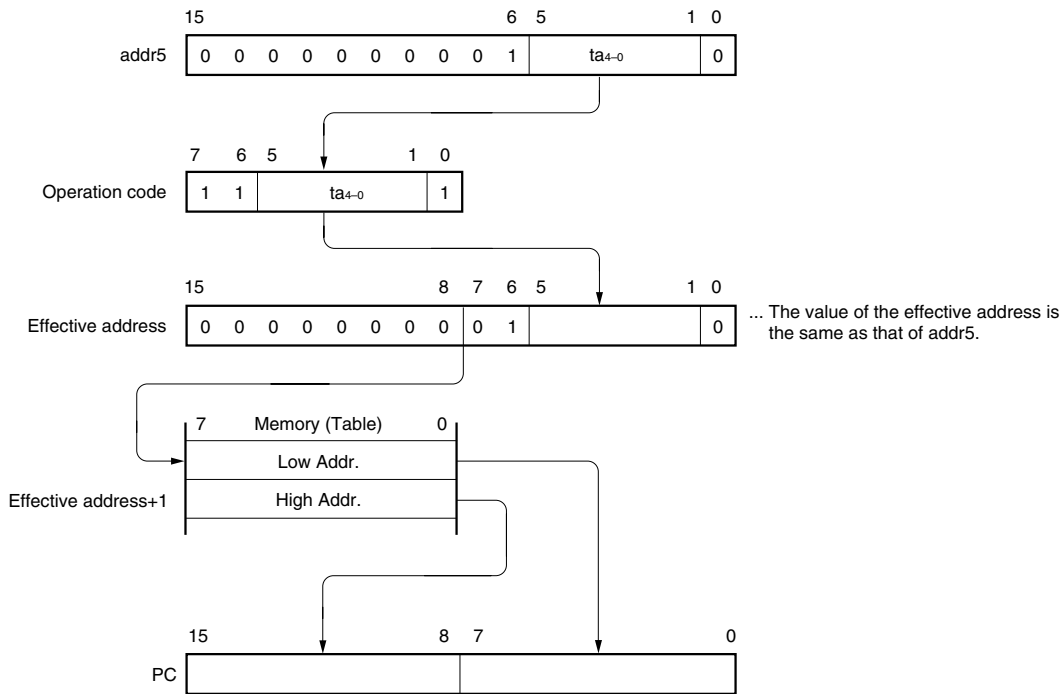 15 6 5 1 0
addr5 0 0 0 0 0 0 0 0 0 1 ta4–0 0
7 6 5 1 0
Operation code 1 1 ta4–0 1
15 8 7 6 5 1 0
Effective address 0 0 0 0 0 0 0 0 0 1 0 ... The value of the effective address is
the same as that of addr5.
7 Memory (Table) 0
Low Addr.
Effective address+1 High Addr.
15 8 7 0
PC